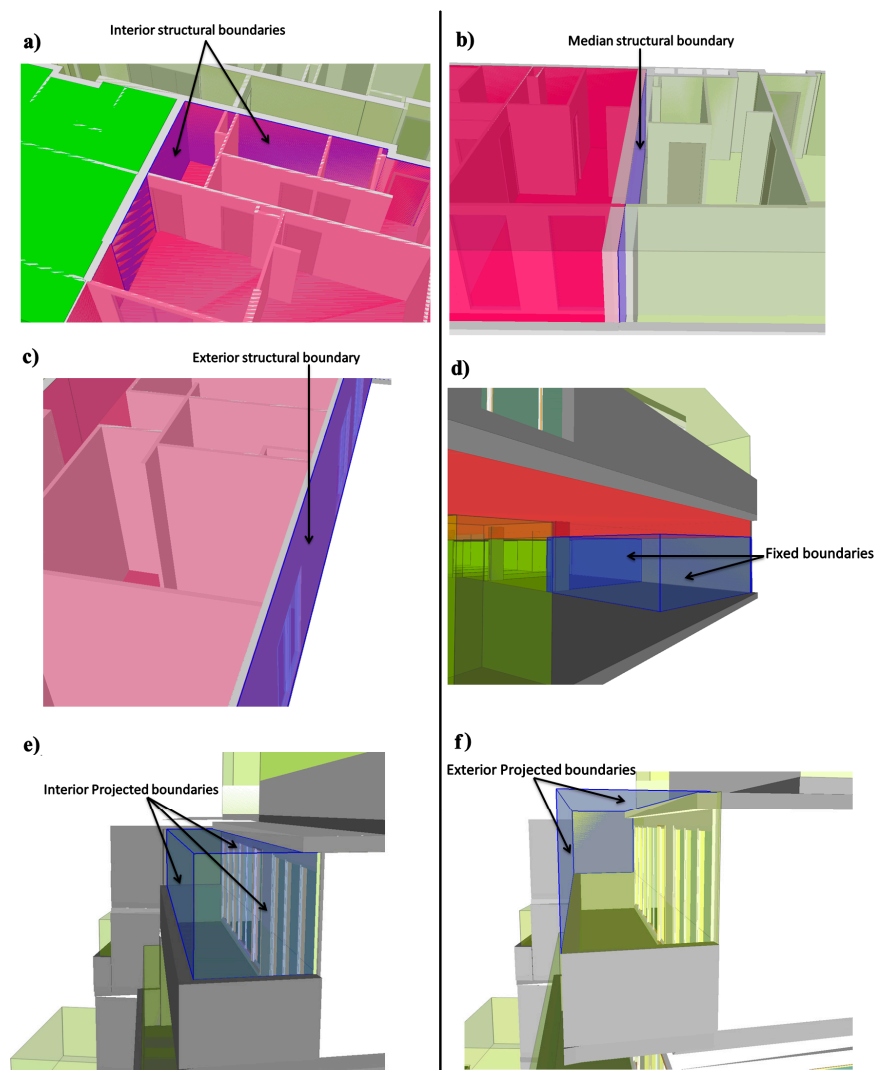 a)
Interior structural boundaries
b)
Median structural boundary
c)
Exterior structural boundary
d)
Fixed boundaries
e)
Interior Projected boundaries
f)
Exterior Projected boundaries